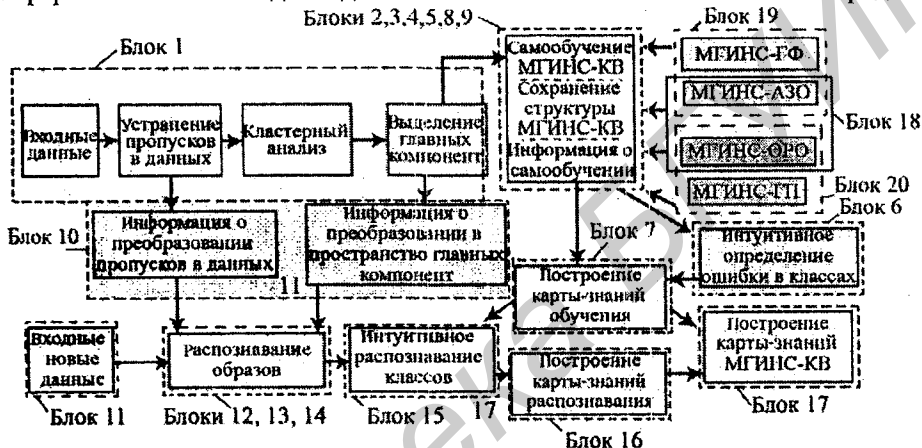 Блоки 2,3,4,5,8,9
Блок 19
Блок 1
Самообучение
МГИНС-КВ
Сохранение
структуры
МГИНС-КВ
Информация о
самообучении
МГИНС-ГФ
МГИНС-АЗО
Блок 18
МГИНС-ОРО
МГИНС-ГП
Блок 20
Входные
данные
Устранение
пропусков
в данных
Кластерный
анализ
Выделение
главных
компонент
Блок 6
Блок 10
Информация о
преобразовании
пропусков в данных
Информация о
преобразовании в
пространство главных
компонент
11
Блок 7
Интуитивное
определение
ошибки в классах
Построение
карты-знаний
обучения
Входные
новые
данные
Распознавание
образов
Интуитивное
распознавание
классов
Построение
карты-знаний
распознавания
Построение
карты-знаний
МГИНС-КВ
Блок 11
Блоки 12, 13, 14
Блок 15
17
Блок 16
Блок 17